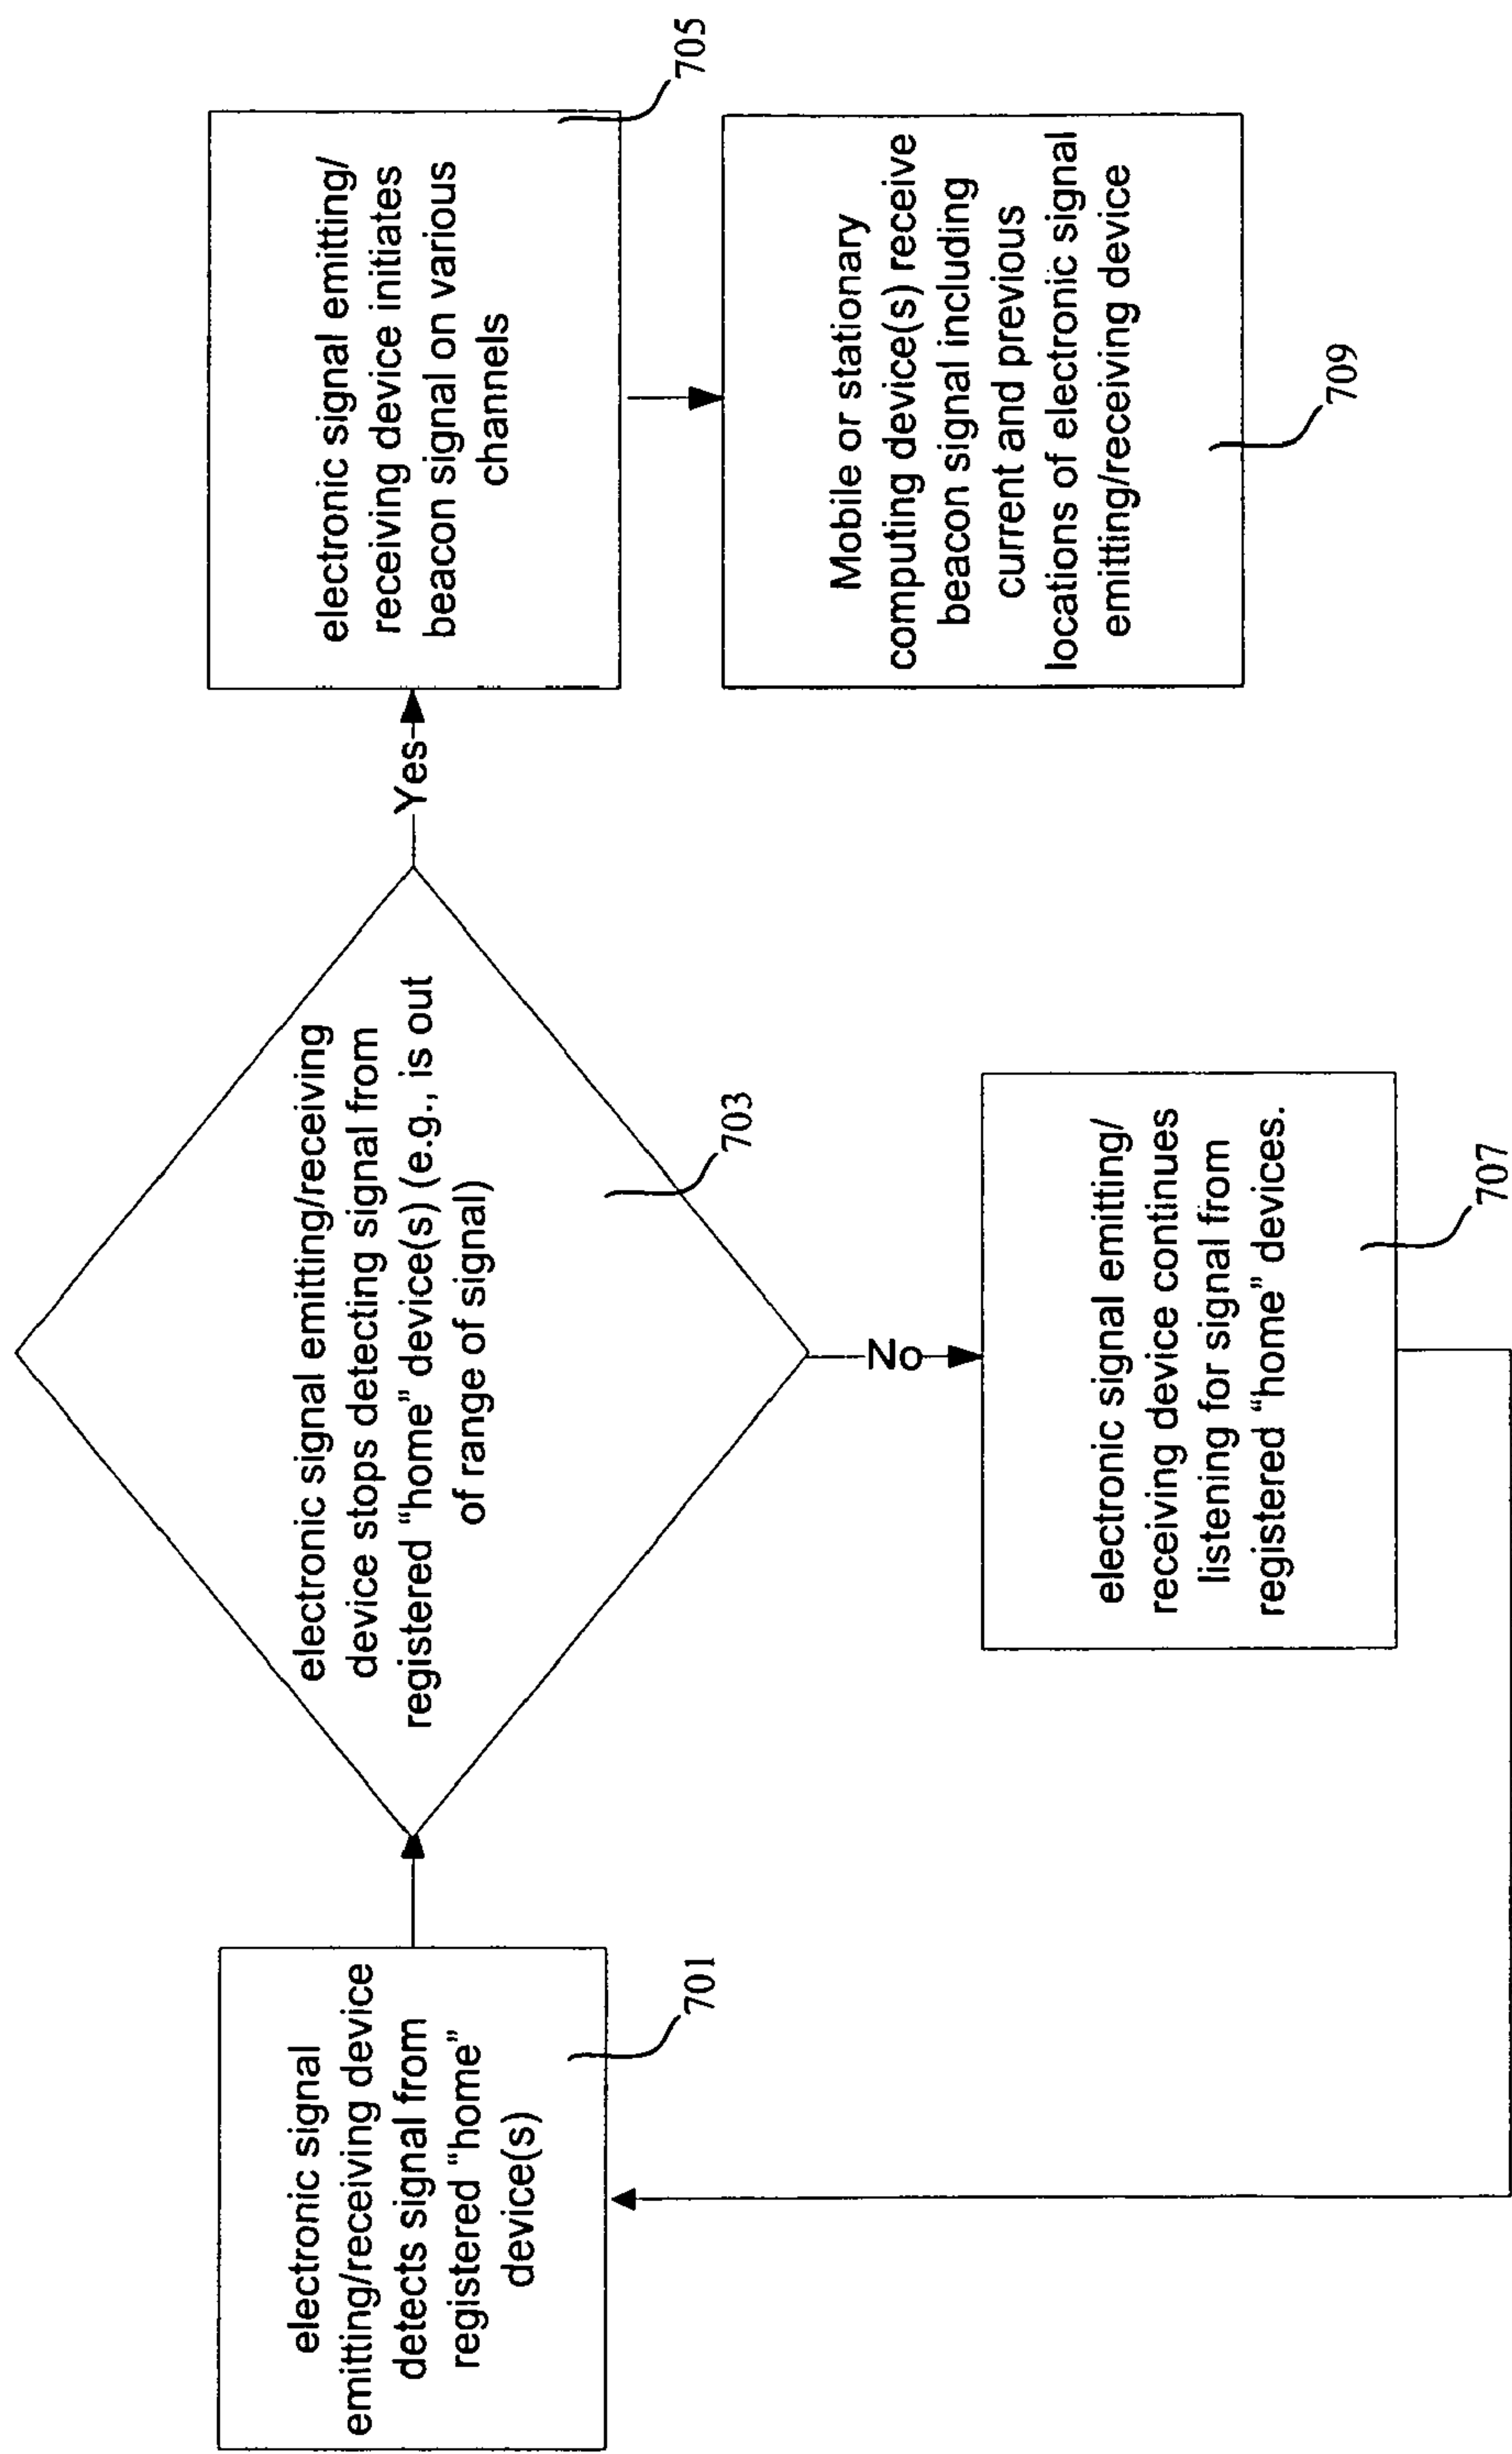 electronic signal
emitting/receiving device
detects signal from
registered “home”
device(s)
701
electronic signal emitting/receiving
device stops detecting signal from
registered “home” device(s) (e.g., is out
of range of signal)
703
Yes
electronic signal emitting/
receiving device initiates
beacon signal on various
channels
705
No
electronic signal emitting/
receiving device continues
listening for signal from
registered “home” devices.
707
Mobile or stationary
computing device(s) receive
beacon signal including
current and previous
locations of electronic signal
emitting/receiving device
709